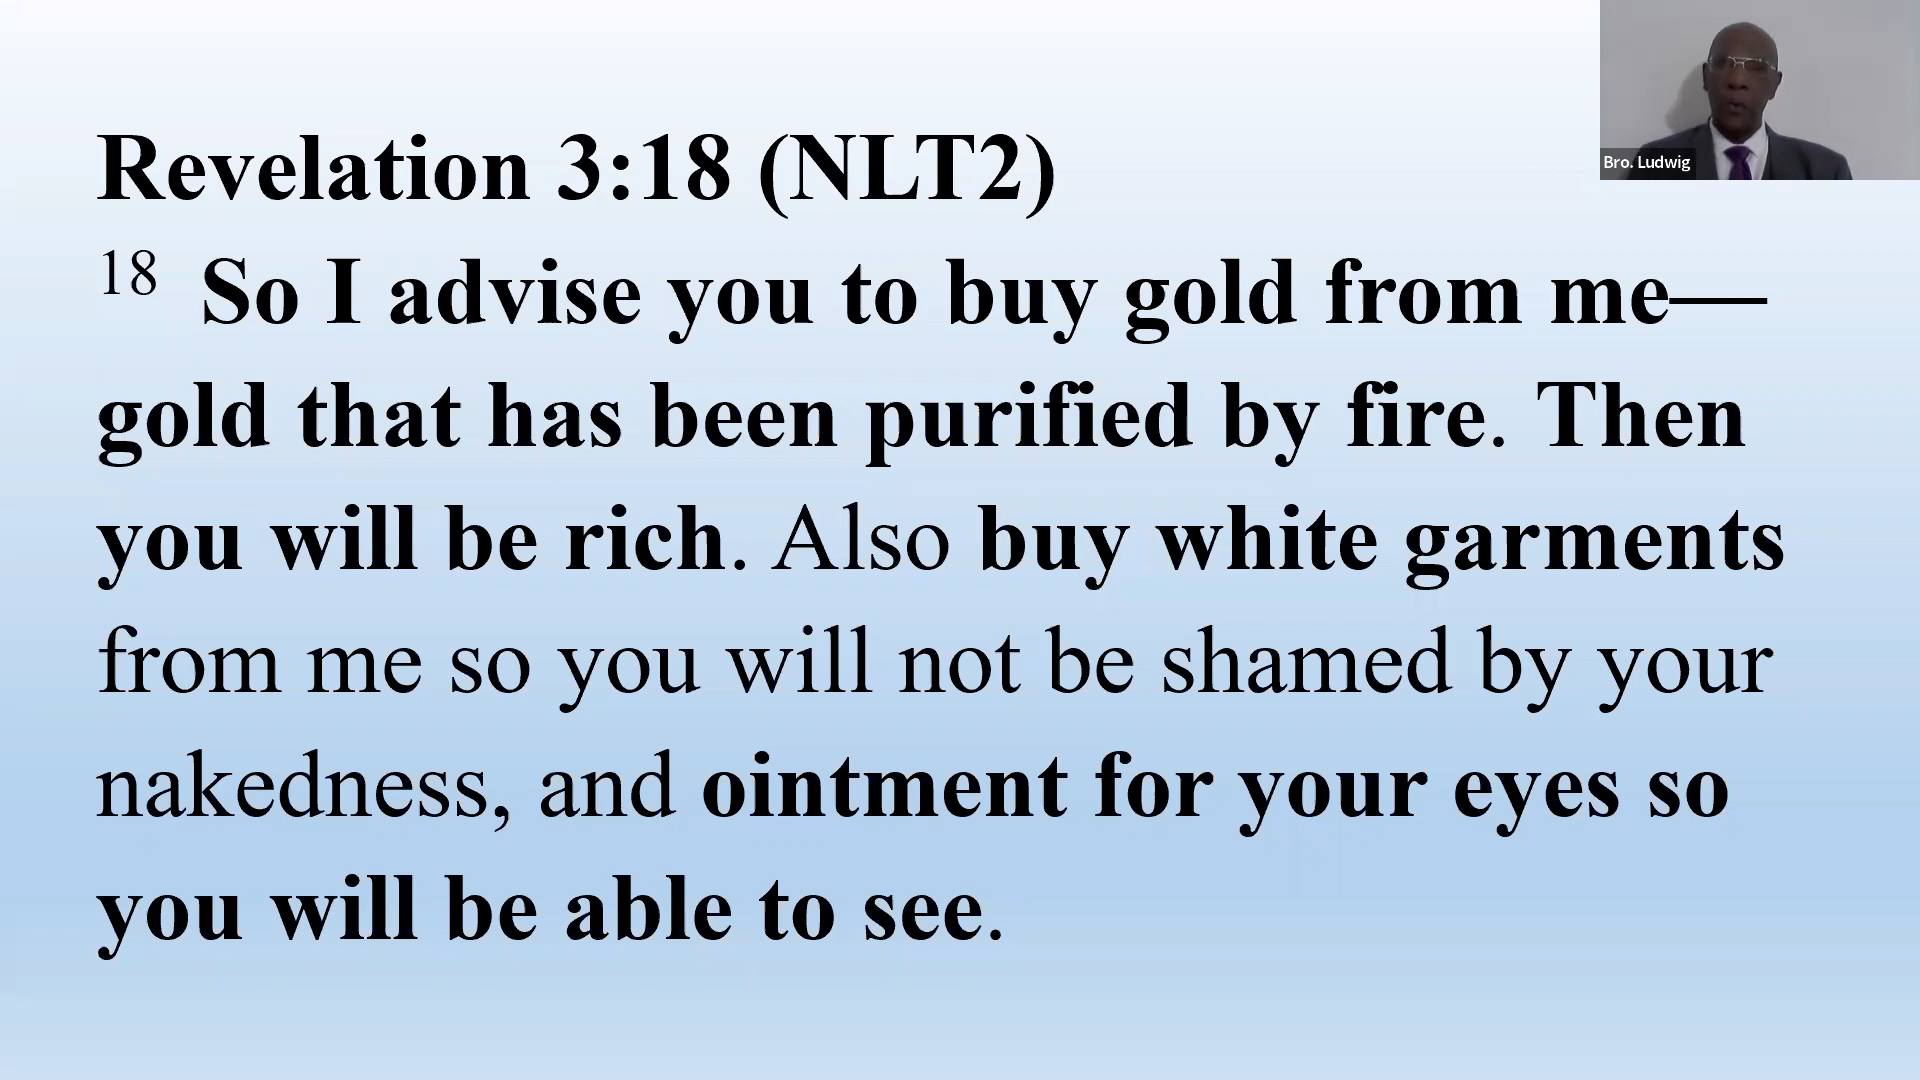 Bro. Ludwig
Revelation 3:18 (NLT2)
18 So I advise you to buy gold from me—
gold that has been purified by fire. Then
you will be rich. Also buy white garments
from me so you will not be shamed by your
nakedness, and ointment for your eyes so
you will be able to see.